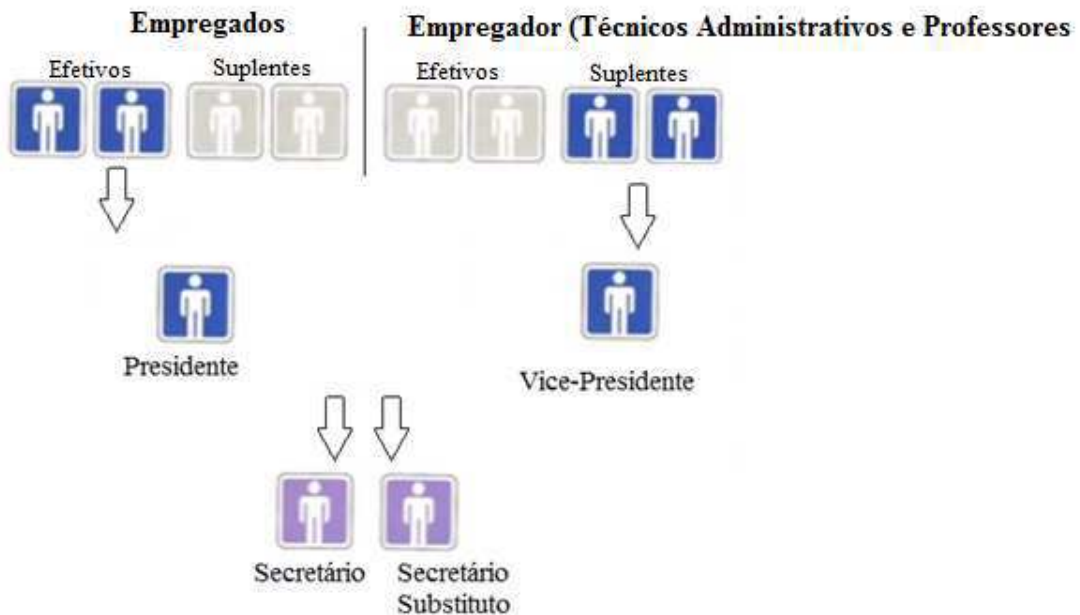 Empregados
Empregador (Técnicos Administrativos e Professores
Efetivos
Suplentes
Efetivos
Suplentes
Presidente
Vice-Presidente
Secretário
Secretário
Substituto